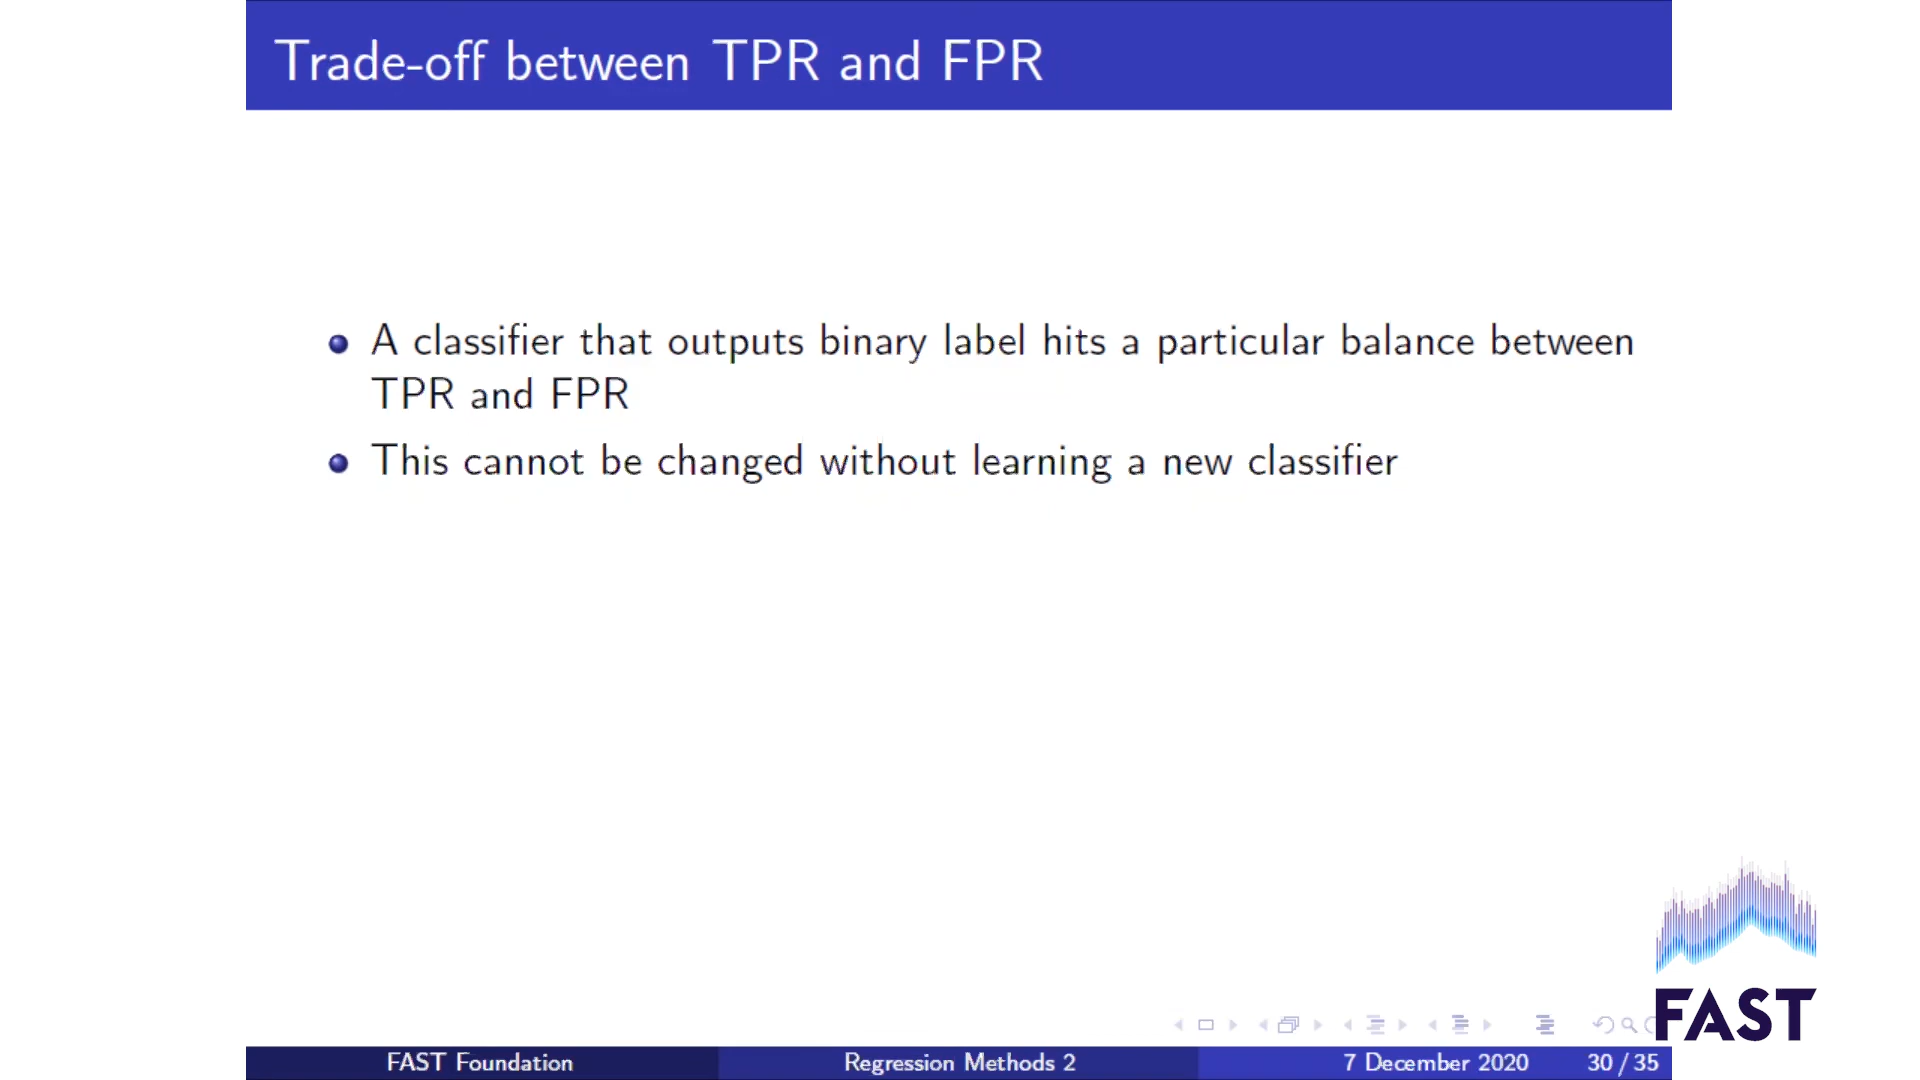 Trade-off between TPR and FPR
A classifier that outputs binary label hits a particular balance between
TPR and FPR
This cannot be changed without learning a new classifier
FAST
FAST Foundation
Regression Methods 2
7 December 2020
30 / 35